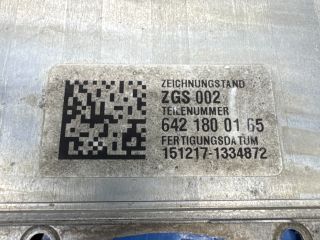 ZEICHNUNGSTAND
ZGS 002
TEILENUMMER
642 180 01 65
FERTIGUNGSDATUM
151217-1334872